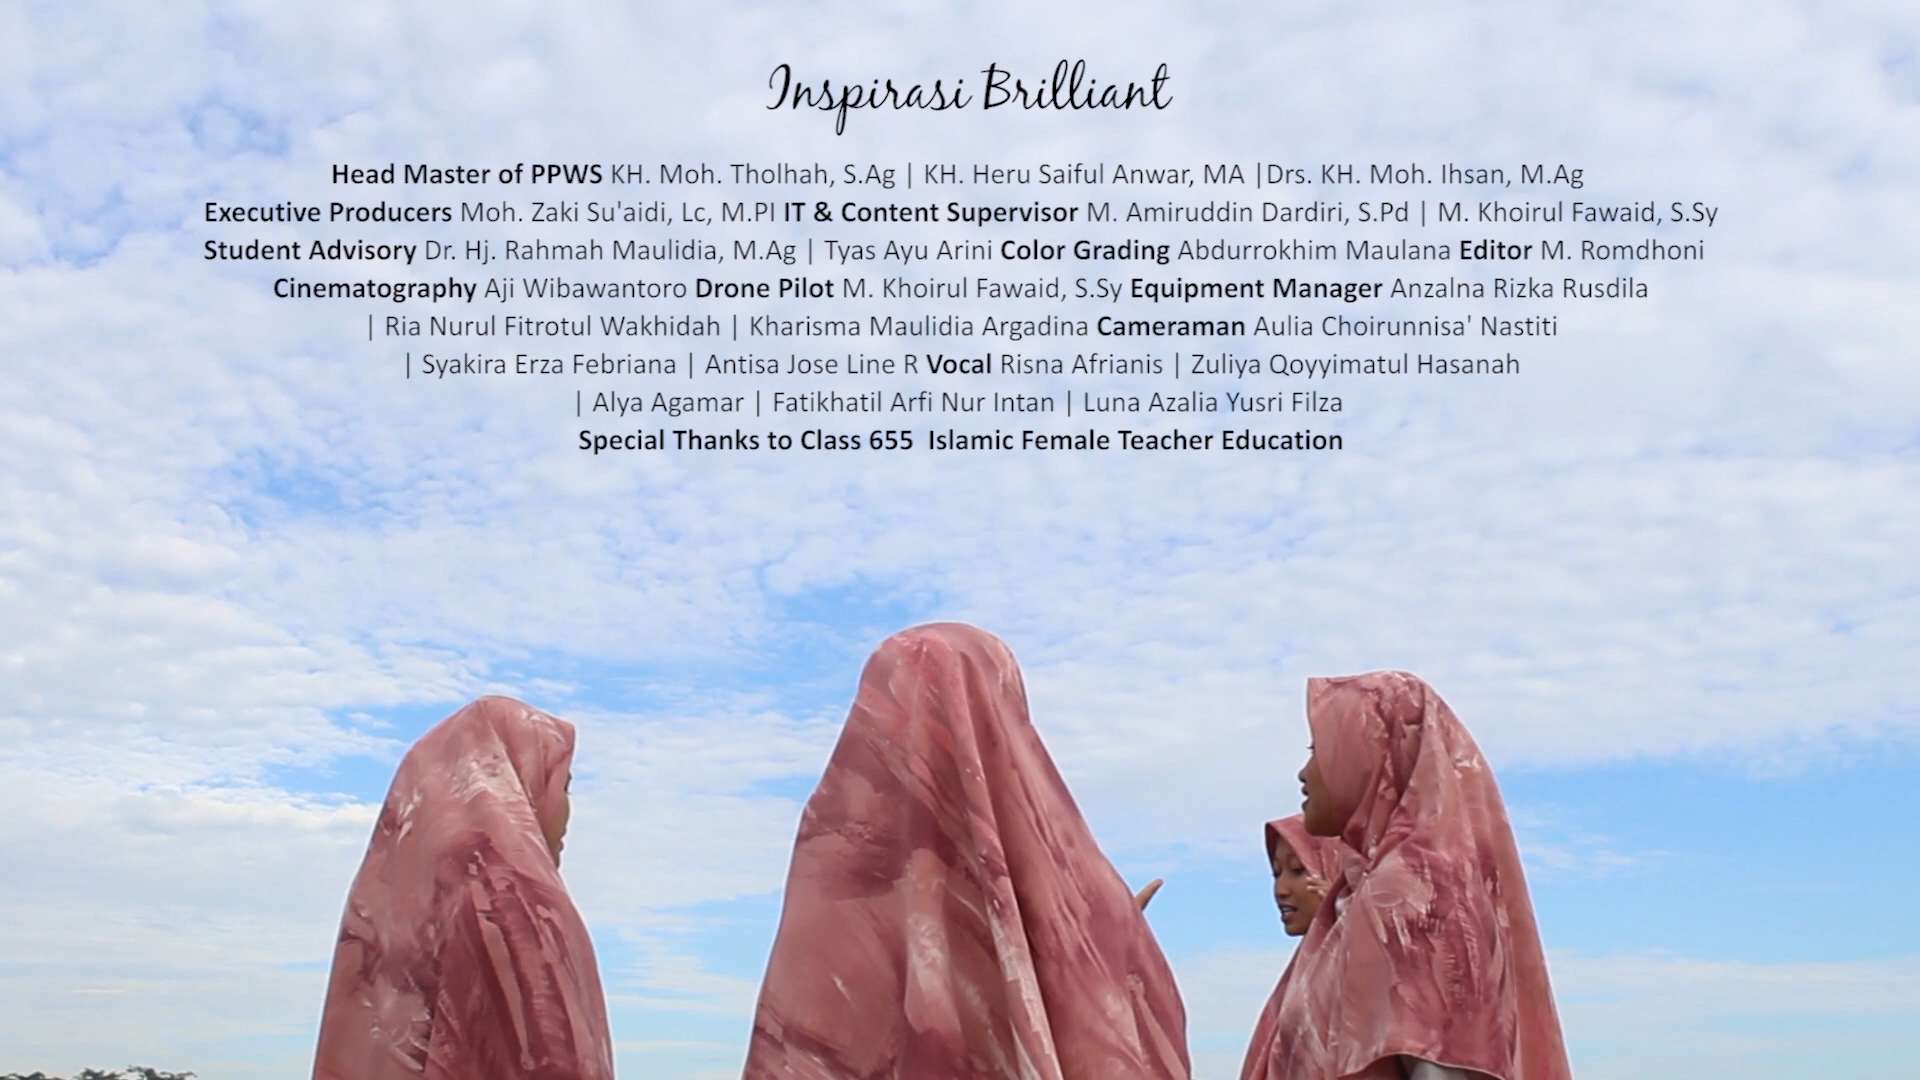 Inspirasi Brilliant
Head Master of PPWS KH. Moh. Tholhah, S.Ag | KH. Heru Saiful Anwar, MA |Drs. KH. Moh. Ihsan, M.Ag
Executive Producers Moh. Zaki Su'aidi, Lc, M.PI IT & Content Supervisor M. Amiruddin Dardiri, S.Pd | M. Khoirul Fawaid, S.Sy
Student Advisory Dr. Hj. Rahmah Maulidia, M.Ag | Tyas Ayu Arini Color Grading Abdurrokhim Maulana Editor M. Romdhoni
Cinematography Aji Wibawantoro Drone Pilot M. Khoirul Fawaid, S.Sy Equipment Manager Anzalna Rizka Rusdila
| Ria Nurul Fitrotul Wakhidah | Kharisma Maulidia Argadina Cameraman Aulia Choirunnisa' Nastiti
| Syakira Erza Febriana | Antisa Jose Line R Vocal Risna Afrianis | Zuliya Qoyyimatul Hasanah
| Alya Agamar | Fatikhatil Arfi Nur Intan | Luna Azalia Yusri Filza
Special Thanks to Class 655 Islamic Female Teacher Education